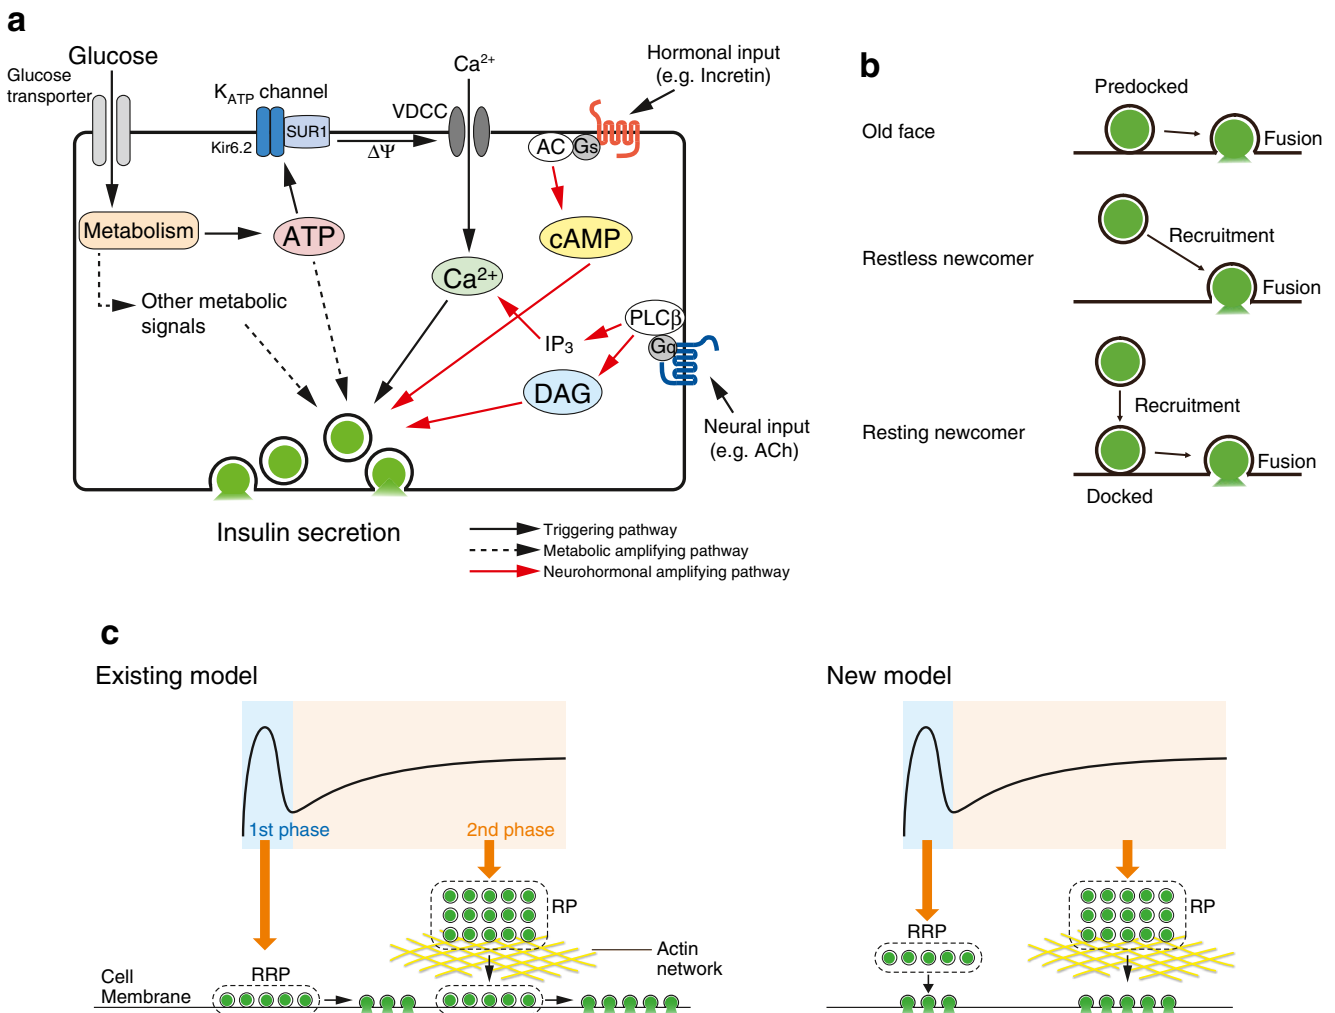 a
Glucose
Glucose
transporter
KATP channel
SUR1
Kir6.2
ΔΨ
VDCC
Ca2+
Hormonal input
(e.g. Incretin)
AC
Gs
Metabolism
ATP
cAMP
Ca2+
Other metabolic
signals
IP3
PLCβ
Gq
DAG
Neural input
(e.g. ACh)
Insulin secretion
Triggering pathway
Metabolic amplifying pathway
Neurohormonal amplifying pathway
b
Old face
Predocked
Fusion
Restless newcomer
Recruitment
Fusion
Resting newcomer
Recruitment
Fusion
Docked
c
Existing model
1st phase
2nd phase
RP
Actin
network
RRP
Cell
Membrane
New model
RP
RRP